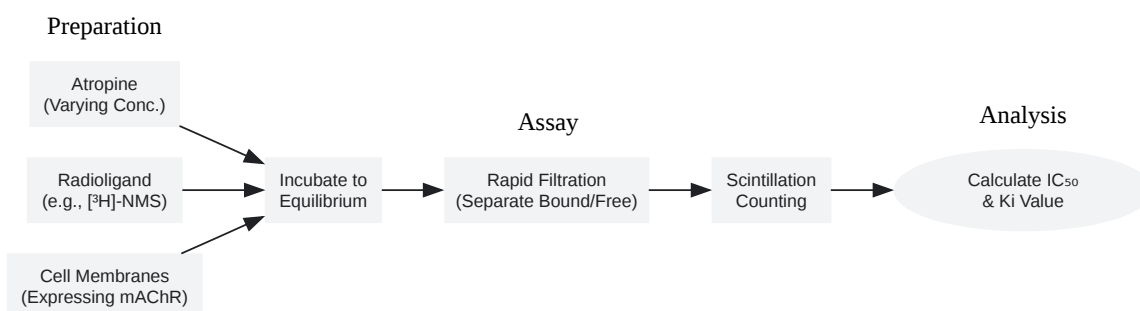 Preparation
Atropine
(Varying Conc.)
Radioligand
(e.g., [³H]-NMS)
Cell Membranes
(Expressing mAChR)
Incubate to
Equilibrium
Assay
Rapid Filtration
(Separate Bound/Free)
Scintillation
Counting
Analysis
Calculate IC₅₀
& Ki Value